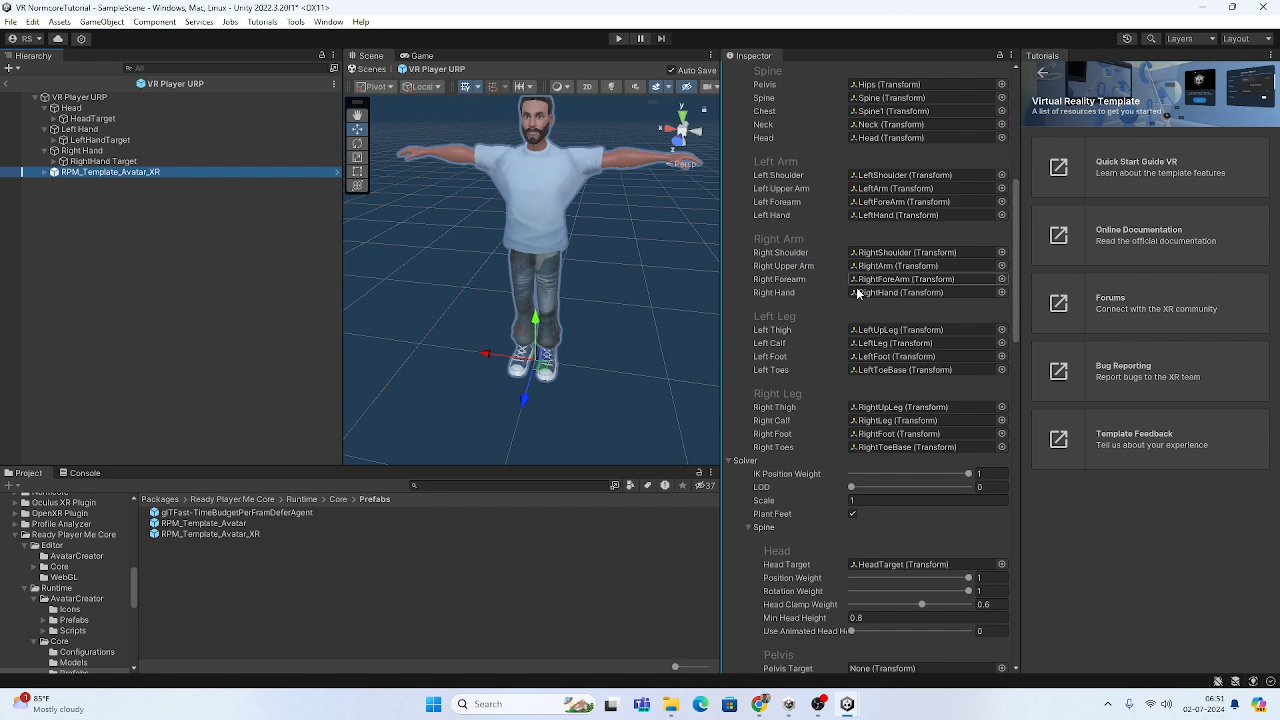 VR NormcoreTutorial - SampleScene - Windows, Mac, Linux - Unity 2022.3.20f1* <DX11>
File Edit Assets GameObject Component Services Jobs Tutorials Tools Window Help
RS Layers Layout
Hierarchy
All
VR Player URP
VR Player URP
Head
HeadTarget
Left Hand
LeftHandTarget
Right Hand
RightHand Target
RPM_Template_Avatar_XR
Scene Game
Scenes VR Player URP Auto Save
Pivot Local 2D
y
x
z
Persp
Inspector
Spine
Pelvis Hips (Transform)
Spine Spine (Transform)
Chest Spine1 (Transform)
Neck Neck (Transform)
Head Head (Transform)
Left Arm
Left Shoulder LeftShoulder (Transform)
Left Upper Arm LeftArm (Transform)
Left Forearm LeftForeArm (Transform)
Left Hand LeftHand (Transform)
Right Arm
Right Shoulder RightShoulder (Transform)
Right Upper Arm RightArm (Transform)
Right Forearm RightForeArm (Transform)
Right Hand RightHand (Transform)
Left Leg
Left Thigh LeftUpLeg (Transform)
Left Calf LeftLeg (Transform)
Left Foot LeftFoot (Transform)
Left Toes LeftToeBase (Transform)
Right Leg
Right Thigh RightUpLeg (Transform)
Right Calf RightLeg (Transform)
Right Foot RightFoot (Transform)
Right Toes RightToeBase (Transform)
Solver
IK Position Weight 1
LOD 0
Scale 1
Plant Feet
Spine
Head
Head Target HeadTarget (Transform)
Position Weight 1
Rotation Weight 1
Head Clamp Weight 0.6
Min Head Height 0.8
Use Animated Head H 0
Pelvis
Pelvis Target None (Transform)
Tutorials
Virtual Reality Template
A list of resources to get you started
Quick Start Guide VR
Learn about the template features
Online Documentation
Read the official documentation
Forums
Connect with the XR community
Bug Reporting
Report bugs to the XR team
Template Feedback
Tell us about your experience
Project Console
37
Oculus XR Plugin
OpenXR Plugin
Profile Analyzer
Ready Player Me Core
Editor
AvatarCreator
Core
WebGL
Runtime
AvatarCreator
Icons
Prefabs
Scripts
Core
Configurations
Models
Packages Ready Player Me Core Runtime Core Prefabs
glTFast-TimeBudgetPerFramDeferAgent
RPM_Template_Avatar
RPM_Template_Avatar_XR
1
85°F
Mostly cloudy
Search
06:51
02-07-2024